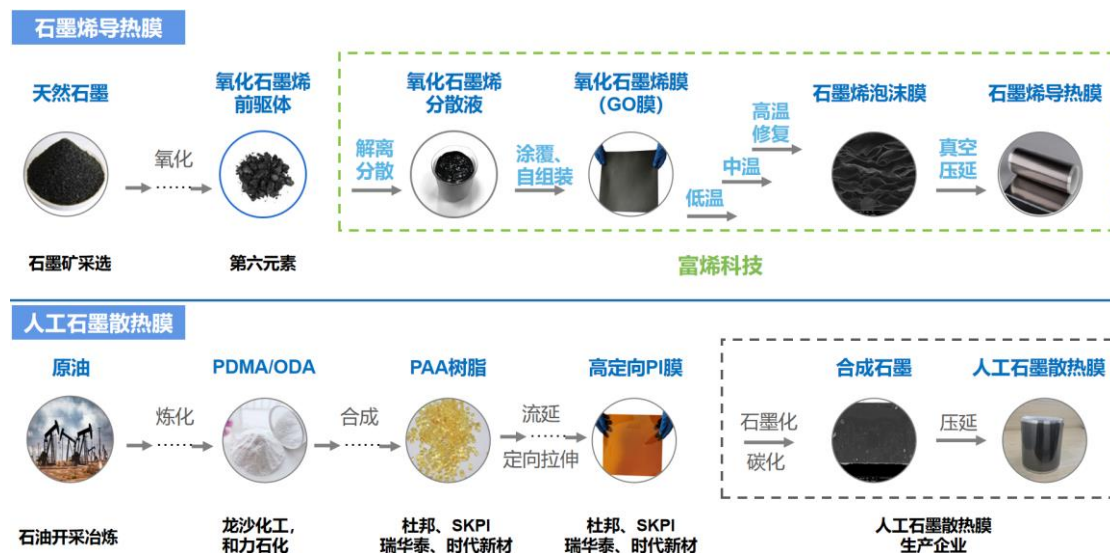 石墨烯导热膜
天然石墨
氧化石墨烯
前驱体
氧化石墨烯
分散液
氧化石墨烯膜
（GO膜）
石墨烯泡沫膜
石墨烯导热膜
氧化
解离
分散
涂覆、
自组装
低温
中温
高温
修复
真空
压延
石墨矿采选
第六元素
富烯科技
人工石墨散热膜
原油
PDMA/ODA
PAA树脂
高定向PI膜
合成石墨
人工石墨散热膜
炼化
合成
流延
定向拉伸
石墨化
碳化
压延
石油开采冶炼
龙沙化工，
和力石化
杜邦、SKPI
瑞华泰、时代新材
杜邦、SKPI
瑞华泰、时代新材
人工石墨散热膜
生产企业